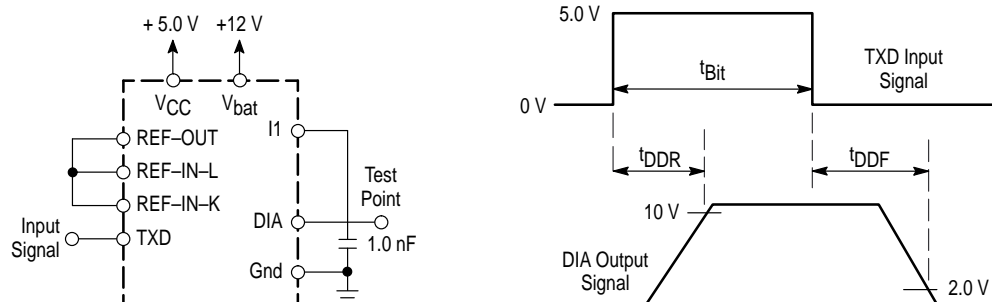 + 5.0 V
+12 V
VCC
Vbat
REF–OUT
REF–IN–L
REF–IN–K
Input
Signal
TXD
I1
DIA
Test
Point
1.0 nF
Gnd
5.0 V
0 V
tBit
TXD Input
Signal
tDDR
tDDF
10 V
DIA Output
Signal
2.0 V